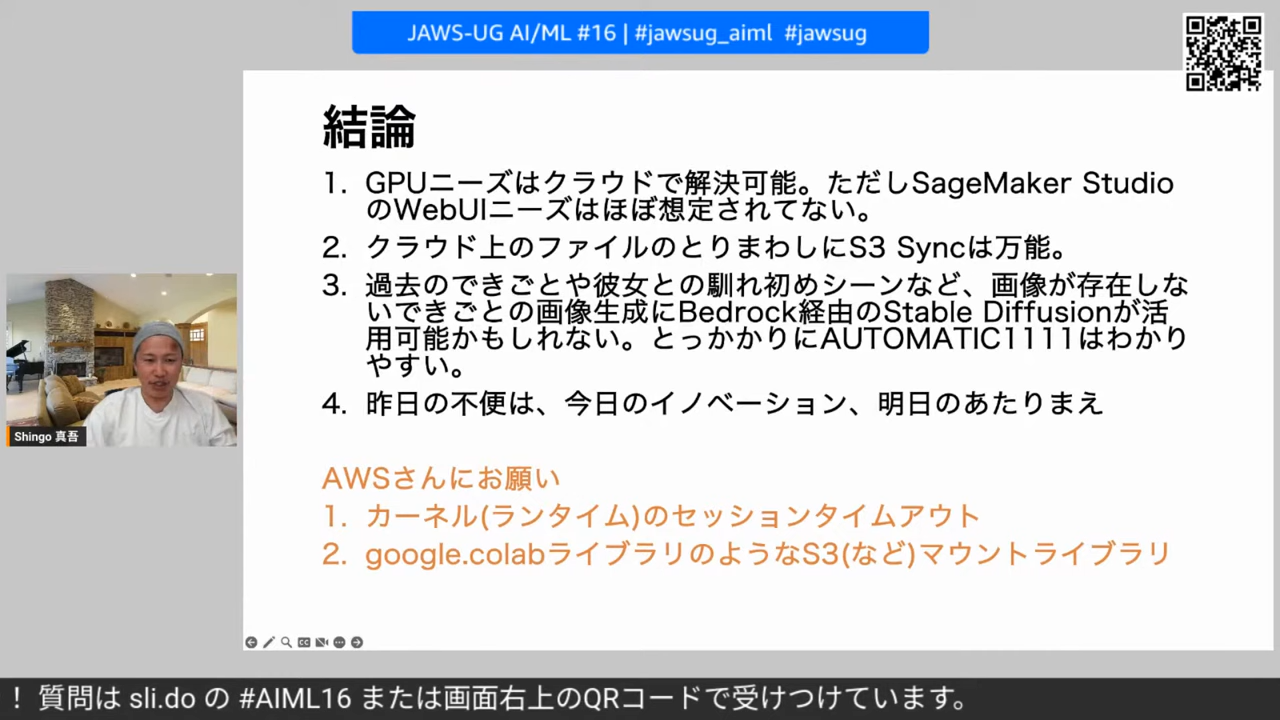 JAWS-UG AI/ML #16 | #jawsug_aiml #jawsug
結論
1. GPUニーズはクラウドで解決可能。ただしSageMaker Studio
のWebUIニーズはほぼ想定されてない。
2. クラウド上のファイルのとりまわしにS3 Syncは万能。
3. 過去のできごとや彼女との馴れ初めシーンなど、画像が存在しな
いできごとの画像生成にBedrock経由のStable Diffusionが活
用可能かもしれない。とっかかりにAUTOMATIC1111はわかり
やすい。
4. 昨日の不便は、今日のイノベーション、明日のあたりまえ
AWSさんにお願い
1. カーネル(ランタイム)のセッションタイムアウト
2. google.colabライブラリのようなS3(など)マウントライブラリ
Shingo 真吾
CC
! 質問は sli.do の #AIML16 または画面右上のQRコードで受けつけています。